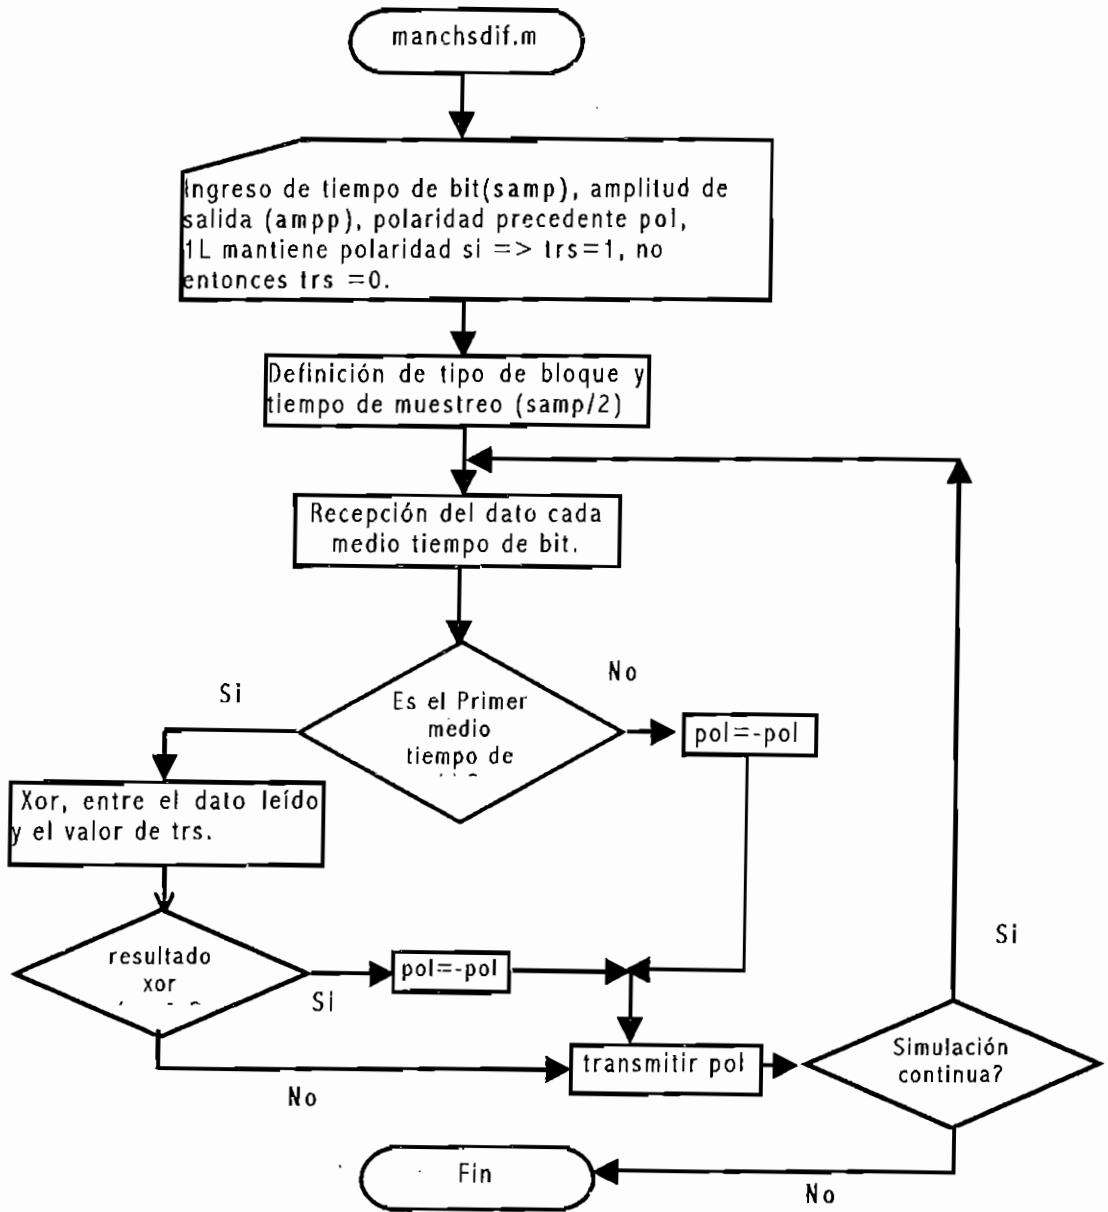 manchsdif.m
Ingreso de tiempo de bit(samp), amplitud de
salida (ampp), polaridad precedente pol,
1L mantiene polaridad si => trs=1, no
entonces trs =0.
Definición de tipo de bloque y
tiempo de muestreo (samp/2)
Recepción del dato cada
medio tiempo de bit.
Es el Primer
medio
tiempo de
Si
No
pol=-pol
Xor, entre el dato leído
y el valor de trs.
resultado
xor
Si
pol=-pol
No
transmitir pol
Simulación
continua?
Si
No
Fin